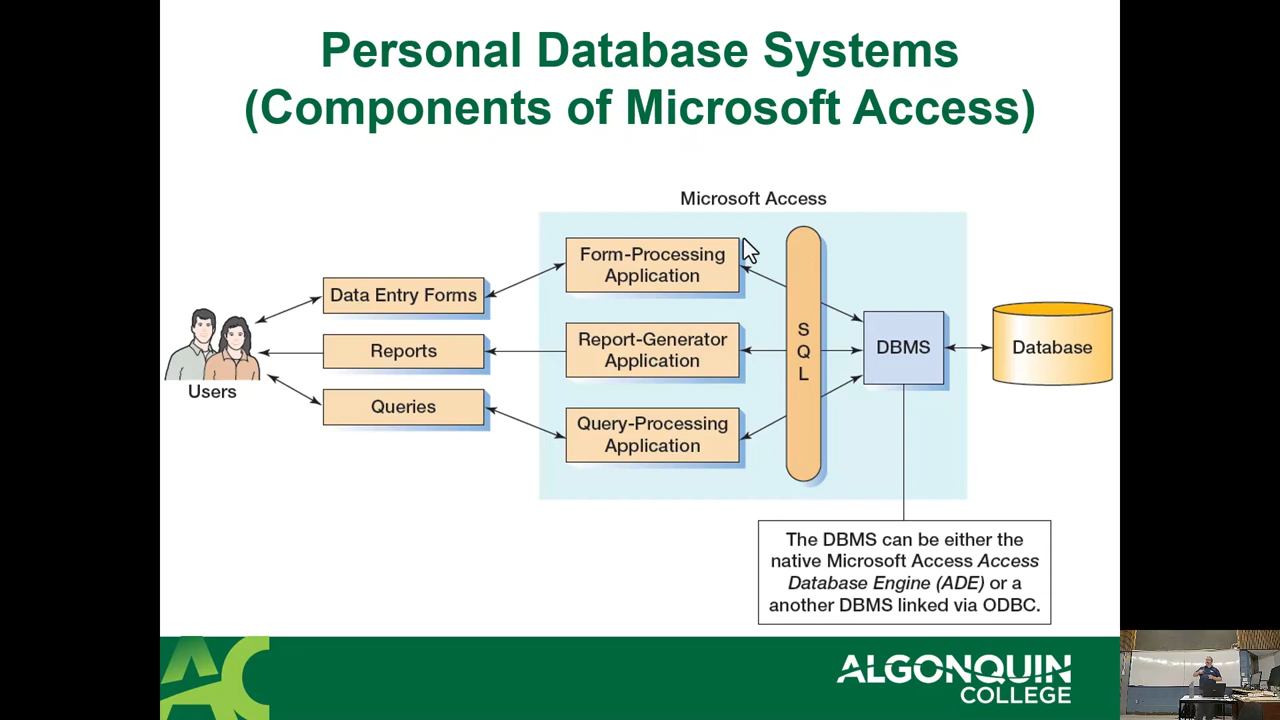 Personal Database Systems
(Components of Microsoft Access)
Microsoft Access
Form-Processing
Application
Data Entry Forms
Report-Generator
Application
Reports
Query-Processing
Application
Queries
Users
S
Q
L
DBMS
Database
The DBMS can be either the
native Microsoft Access Access
Database Engine (ADE) or a
another DBMS linked via ODBC.
AC
ALGONQUIN
COLLEGE